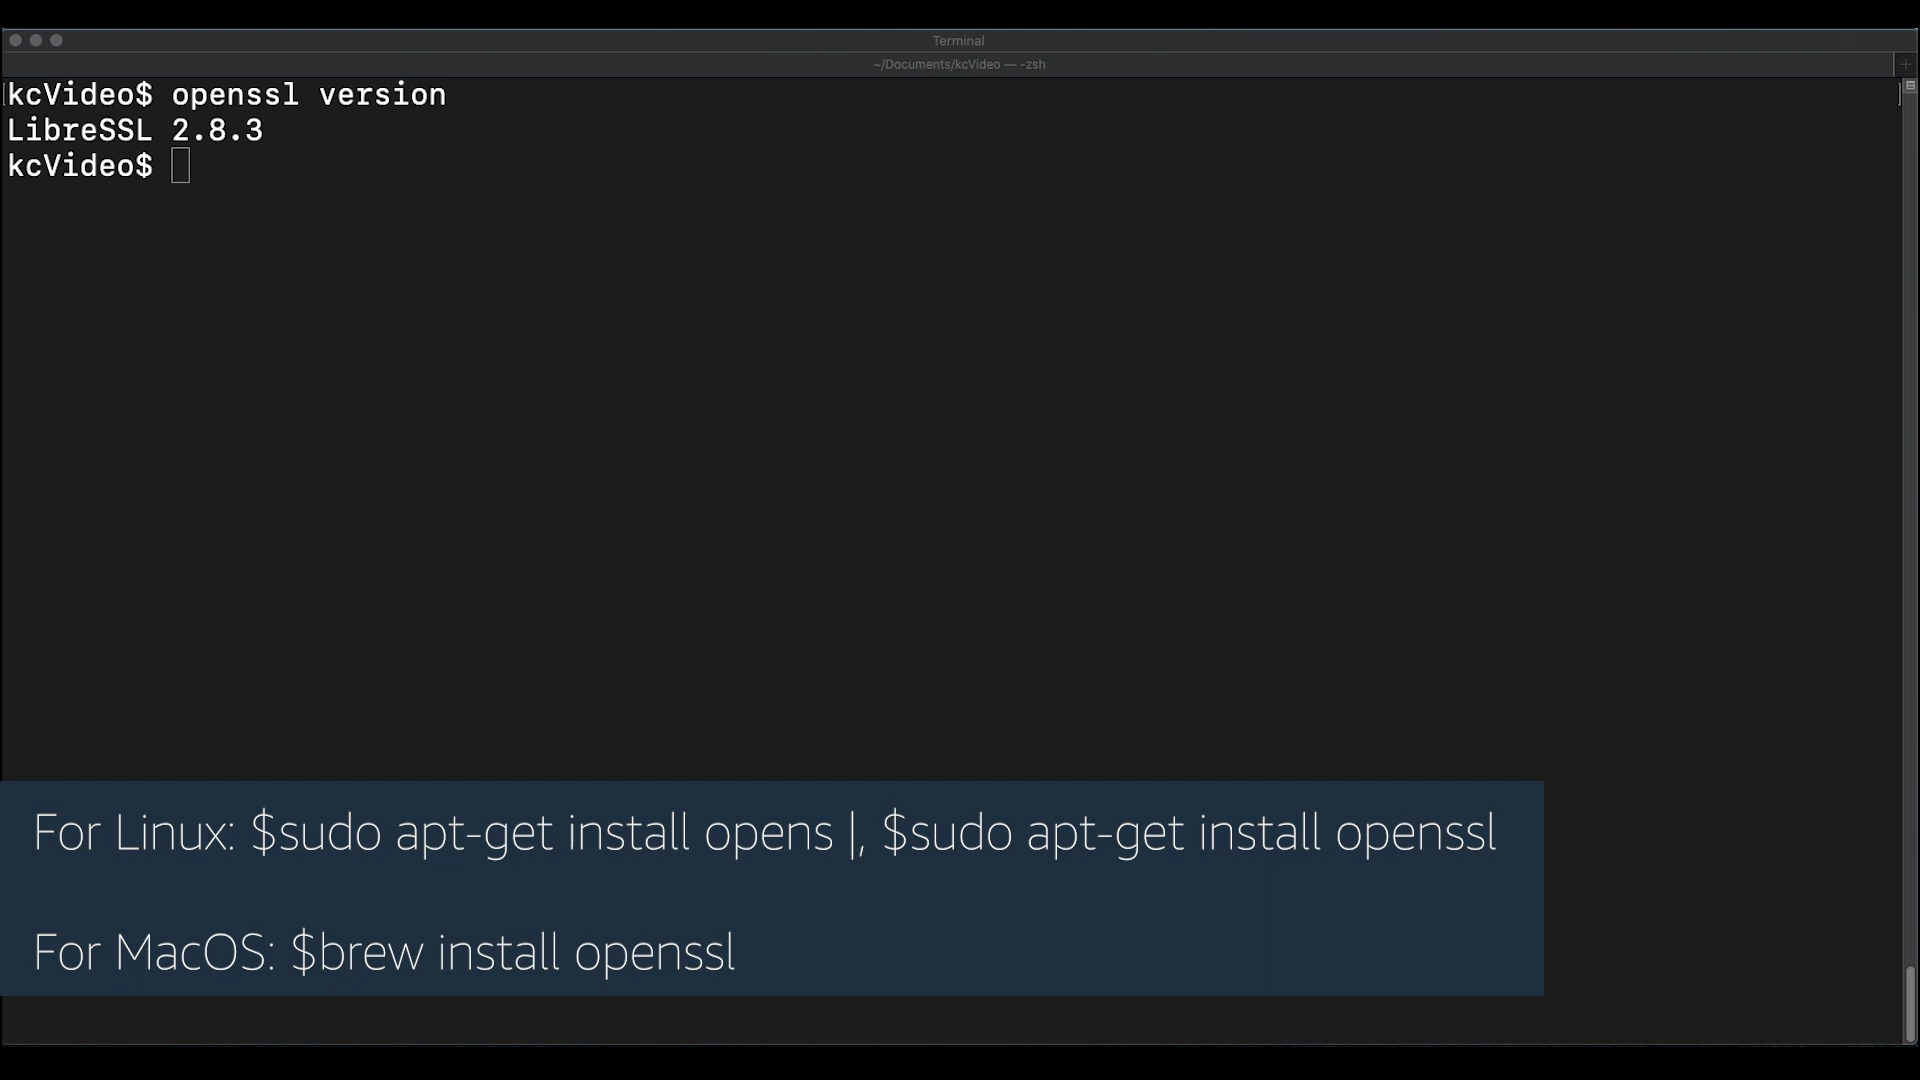 Terminal
~/Documents/kcVideo — -zsh
kcVideo$ openssl version
LibreSSL 2.8.3
kcVideo$
For Linux: $sudo apt-get install opens |, $sudo apt-get install openssl
For MacOS: $brew install openssl